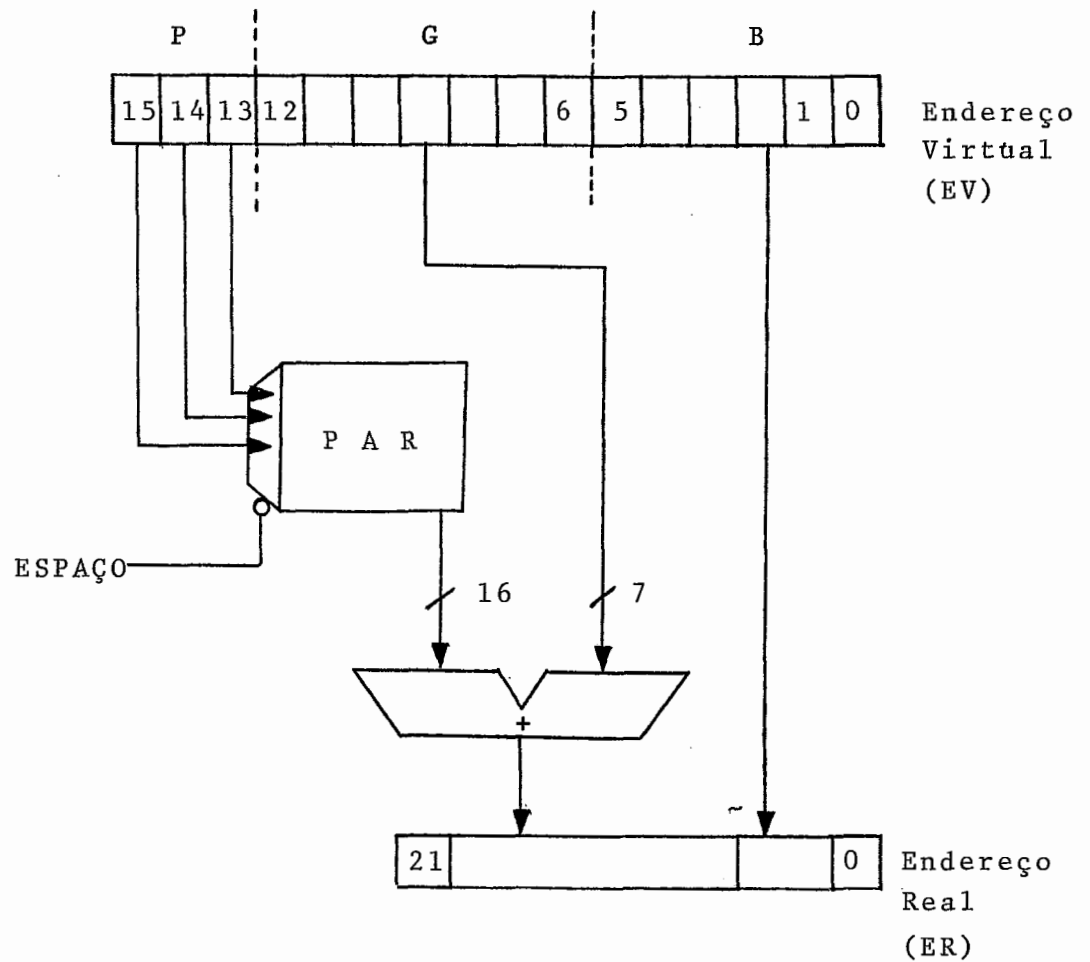 P G B
15 14 13 12 6 5 1 0
Endereço
Virtual
(EV)
P A R
ESPAÇO
16 7
+
~
21 0
Endereço
Real
(ER)